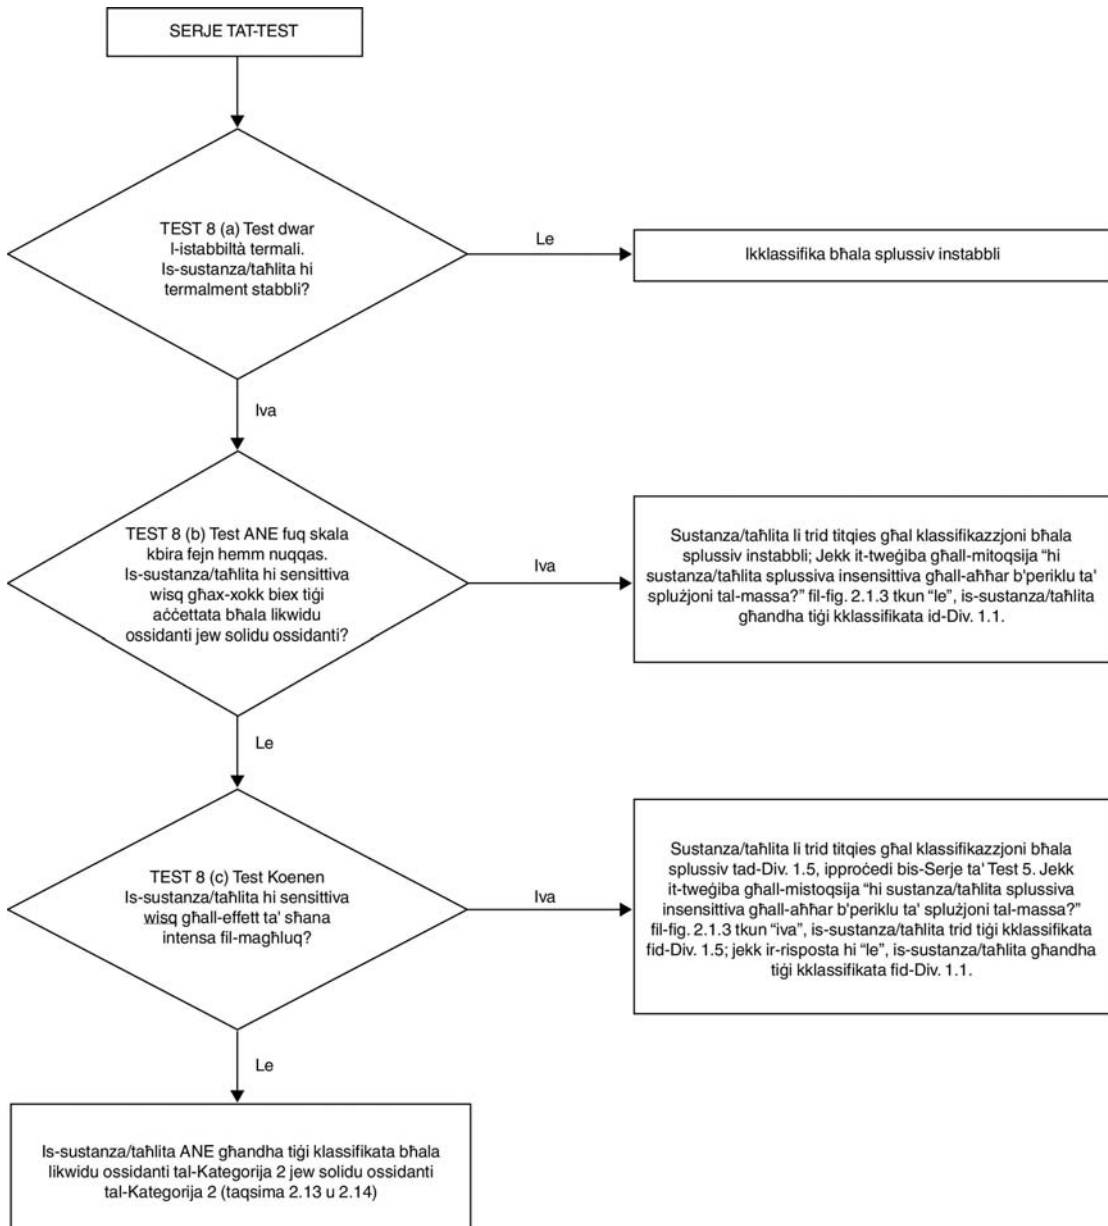 SERJE TAT-TEST
TEST 8 (a) Test dwar
l-istabbiltà termali.
Is-sustanza/taħlita hi
termalment stabbli?
Le
Ikklassifika bħala splussiv instabbli
Iva
TEST 8 (b) Test ANE fuq skala
kbira fejn hemm nuqqas.
Is-sustanza/taħlita hi sensittiva
wisq għax-xokk biex tiġi
aċċettata bħala likwidu
ossidanti jew solidu ossidanti?
Iva
Sustanza/taħlita li trid titqies għal klassifikazzjoni bħala
splussiv instabbli; Jekk it-tweġiba għall-mitoqsija “hi
sustanza/taħlita splussiva insensittiva għall-aħħar b'periklu ta'
splużjoni tal-massa?” fil-fig. 2.1.3 tkun “le”, is-sustanza/taħlita
għandha tiġi kklassifikata id-Div. 1.1.
Le
TEST 8 (c) Test Koenen
Is-sustanza/taħlita hi sensittiva
wisq għall-effett ta' sħana
intensa fil-magħluq?
Iva
Sustanza/taħlita li trid titqies għal klassifikazzjoni bħala
splussiv tad-Div. 1.5, ipproċedi bis-Serje ta' Test 5. Jekk
it-tweġiba għall-mistoqsija “hi sustanza/taħlita splussiva
insensittiva għall-aħħar b'periklu ta' splużjoni tal-massa?”
fil-fig. 2.1.3 tkun “iva”, is-sustanza/taħlita trid tiġi kklassifikata
fid-Div. 1.5; jekk ir-risposta hi “le”, is-sustanza/taħlita għandha
tiġi kklassifikata fid-Div. 1.1.
Le
Is-sustanza/taħlita ANE għandha tiġi klassifikata bħala
likwidu ossidanti tal-Kategorija 2 jew solidu ossidanti
tal-Kategorija 2 (taqsima 2.13 u 2.14)